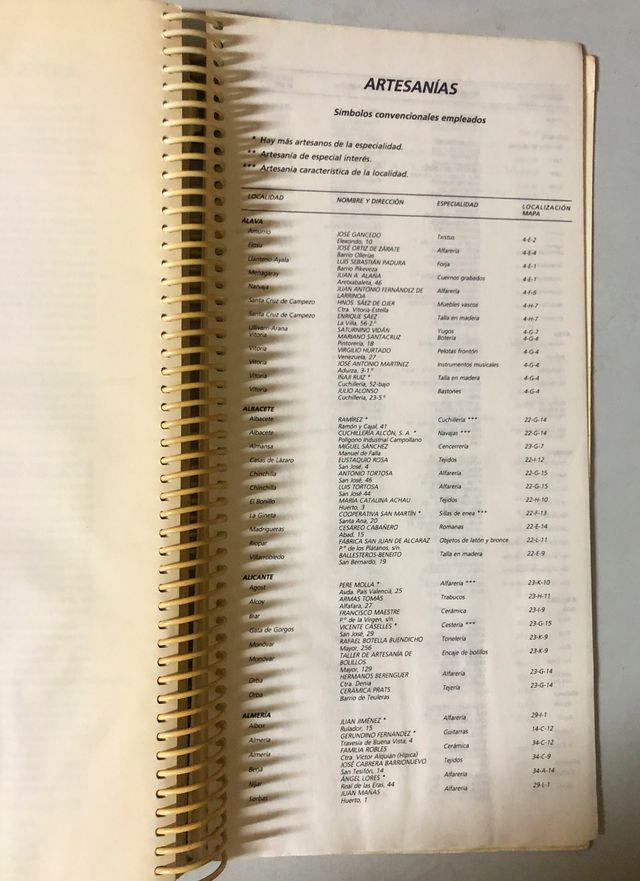 ARTESANÍAS
Símbolos convencionales empleados
* Hay más artesanos de la especialidad.
** Artesanía de especial interés.
*** Artesanía característica de la localidad.
LOCALIDAD NOMBRE Y DIRECCIÓN ESPECIALIDAD LOCALIZACIÓN MAPA
ÁLAVA
Amurrio JOSÉ GANCEDO Txistus 4-E-2
Elexondo, 10
Elosu JOSÉ ORTIZ DE ZÁRATE Alfarería 4-E-4
Barrio Ollerías
Llanteno-Ayala LUIS SEBASTIÁN PADURA Forja 4-E-1
Barrio Pikeveza
Menagaray JUAN A. ALAÑA Cuernos grabados 4-E-1
Aretxabaleta, 46
Narvaja JUAN ANTONIO FERNÁNDEZ DE Alfarería 4-F-6
LARRINOA
Santa Cruz de Campezo HNOS. SÁEZ DE OJER Muebles vascos 4-H-7
Ctra. Vitoria-Estella
Santa Cruz de Campezo ENRIQUE SÁEZ Talla en madera 4-H-7
La Villa, 56-2.º
Ullivarri-Arana SATURNINO VIDÁN Yugos 4-G-7
Vitoria MARIANO SANTACRUZ Botería 4-G-4
Pintorería, 18
Vitoria VIRGILIO HURTADO Pelotas frontón 4-G-4
Venezuela, 27
Vitoria JOSÉ ANTONIO MARTÍNEZ Instrumentos musicales 4-G-4
Adurza, 3-1.º
Vitoria IÑAJI RUIZ * Talla en madera 4-G-4
Cuchillería, 52-bajo
Vitoria JULIO ALONSO Bastones 4-G-4
Cuchillería, 23-5.º
ALBACETE
Albacete RAMÍREZ * Cuchillería *** 22-G-14
Ramón y Cajal, 41
Albacete CUCHILLERÍA ALCÓN, S. A. * Navajas *** 22-G-14
Polígono Industrial Campollano
Almansa MIGUEL SÁNCHEZ Cencerrería 23-G-7
Manuel de Falla
Casas de Lázaro EUSTAQUIO ROSA Tejidos 22-I-12
San José, 4
Chinchilla ANTONIO TORTOSA Alfarería 22-G-15
San José, 46
Chinchilla LUIS TORTOSA Alfarería 22-G-15
San José 44
El Bonillo MARÍA CATALINA ACHAU Tejidos 22-H-10
Huerto, 3
La Gineta COOPERATIVA SAN MARTÍN * Sillas de enea *** 22-F-13
Santa Ana, 20
Madrigueras CESÁREO CABAÑERO Romanas 22-E-14
Abad, 15
Riopar FÁBRICA SAN JUAN DE ALCARAZ Objetos de latón y bronce 22-L-11
P.º de los Plátanos, s/n
Villarrobledo BALLESTEROS-BENEITO Talla en madera 22-E-9
San Bernardo, 19
ALICANTE
Agost PERE MOLLA * Alfarería *** 23-K-10
Avda. País Valencià, 25
Alcoy ARMAS TOMÁS Trabucos 23-H-11
Alfafara, 27
Biar FRANCISCO MAESTRE Cerámica 23-I-9
P.º de la Virgen, s/n
Gata de Gorgos VICENTE CASELLES * Cestería *** 23-G-15
San José, 29
Monóvar RAFAEL BOTELLA BUENDICHO Tonelería 23-K-9
Mayor, 256
Monóvar TALLER DE ARTESANÍA DE Encaje de bolillos 23-K-9
BOLILLOS
Mayor, 129
Orba HERMANOS BERENGUER Alfarería 23-G-14
Ctra. Denia
Orba CERÁMICA PRATS Tejería 23-G-14
Barrio de Teuleras
ALMERÍA
Albox JUAN JIMÉNEZ * Alfarería 29-I-1
Rulador, 15
Almería GERUNDINO FERNÁNDEZ * Guitarras 14-C-12
Travesía de Buena Vista, 4
Almería FAMILIA ROBLES Cerámica 34-C-12
Ctra. Víctor Alquián (Hípica)
Berja JOSÉ CABRERA BARRIONUEVO Tejidos 34-C-9
San Tesifón, 14
Níjar ÁNGEL LORES * Alfarería 34-A-14
Real de las Eras, 44
Sorbas JUAN MAÑAS Alfarería 29-L-1
Huerto, 1